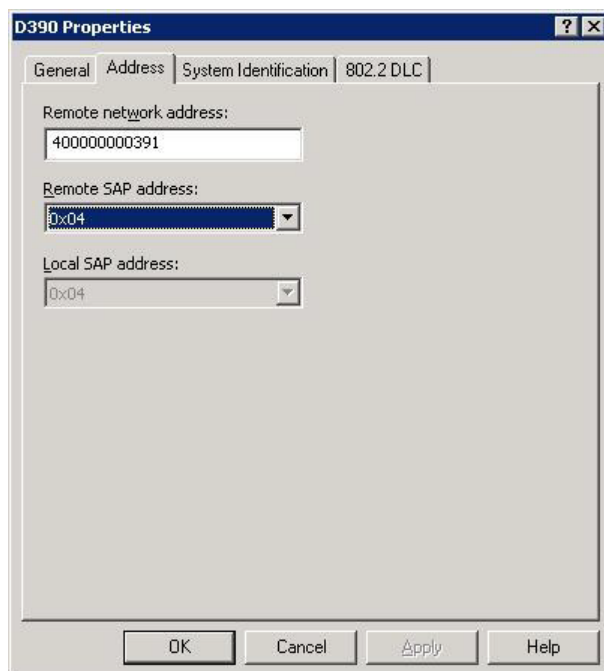 D390 Properties
General Address System Identification 802.2 DLC
Remote network address:
400000000391
Remote SAP address:
0x04
Local SAP address:
0x04
OK Cancel Apply Help